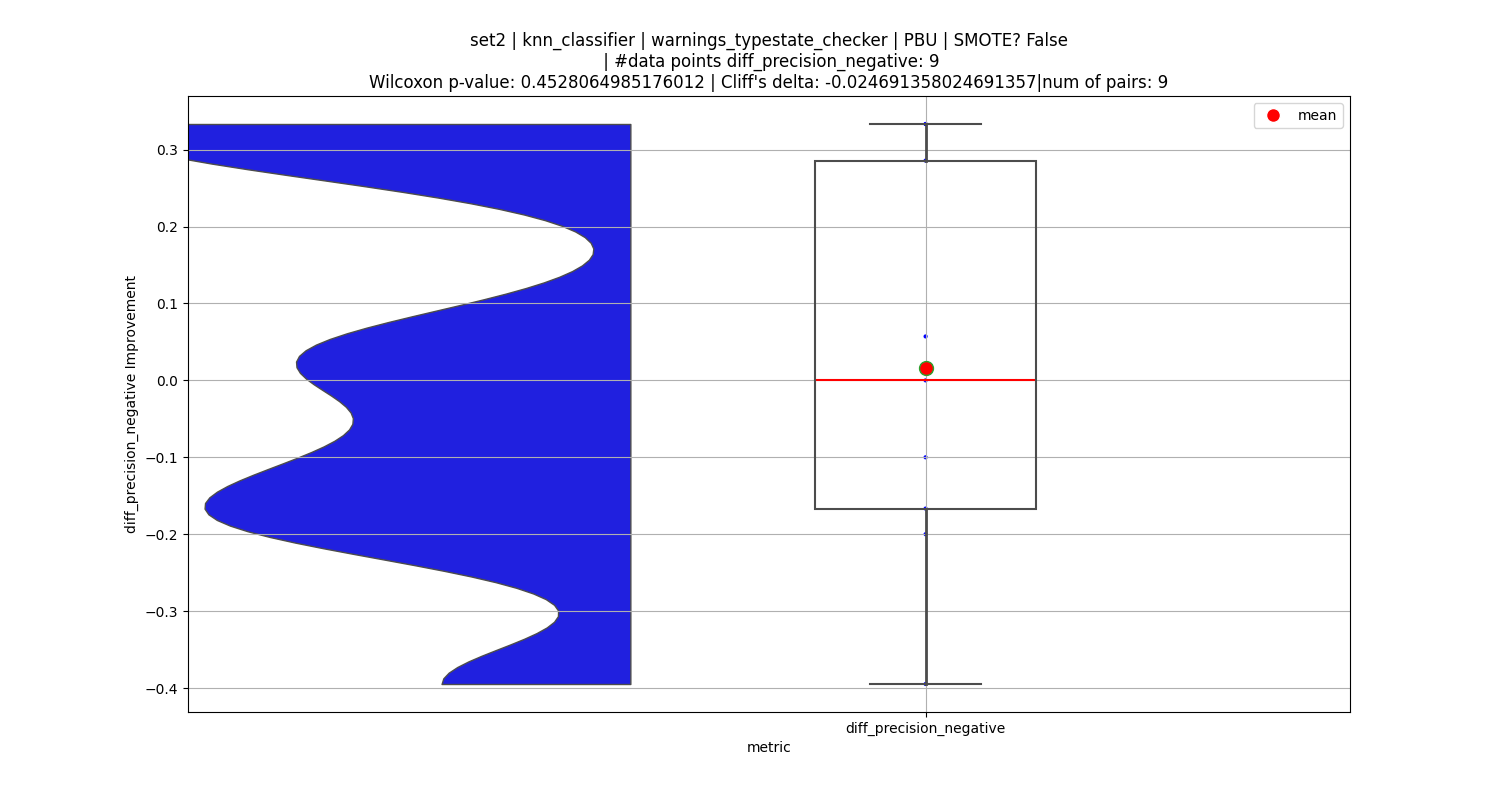 set2 | knn_classifier | warnings_typestate_checker | PBU | SMOTE? False
| #data points diff_precision_negative: 9
Wilcoxon p-value: 0.4528064985176012 | Cliff's delta: -0.024691358024691357|num of pairs: 9
mean
0.3
0.2
0.1
0.0
−0.1
−0.2
−0.3
−0.4
diff_precision_negative Improvement
diff_precision_negative
metric